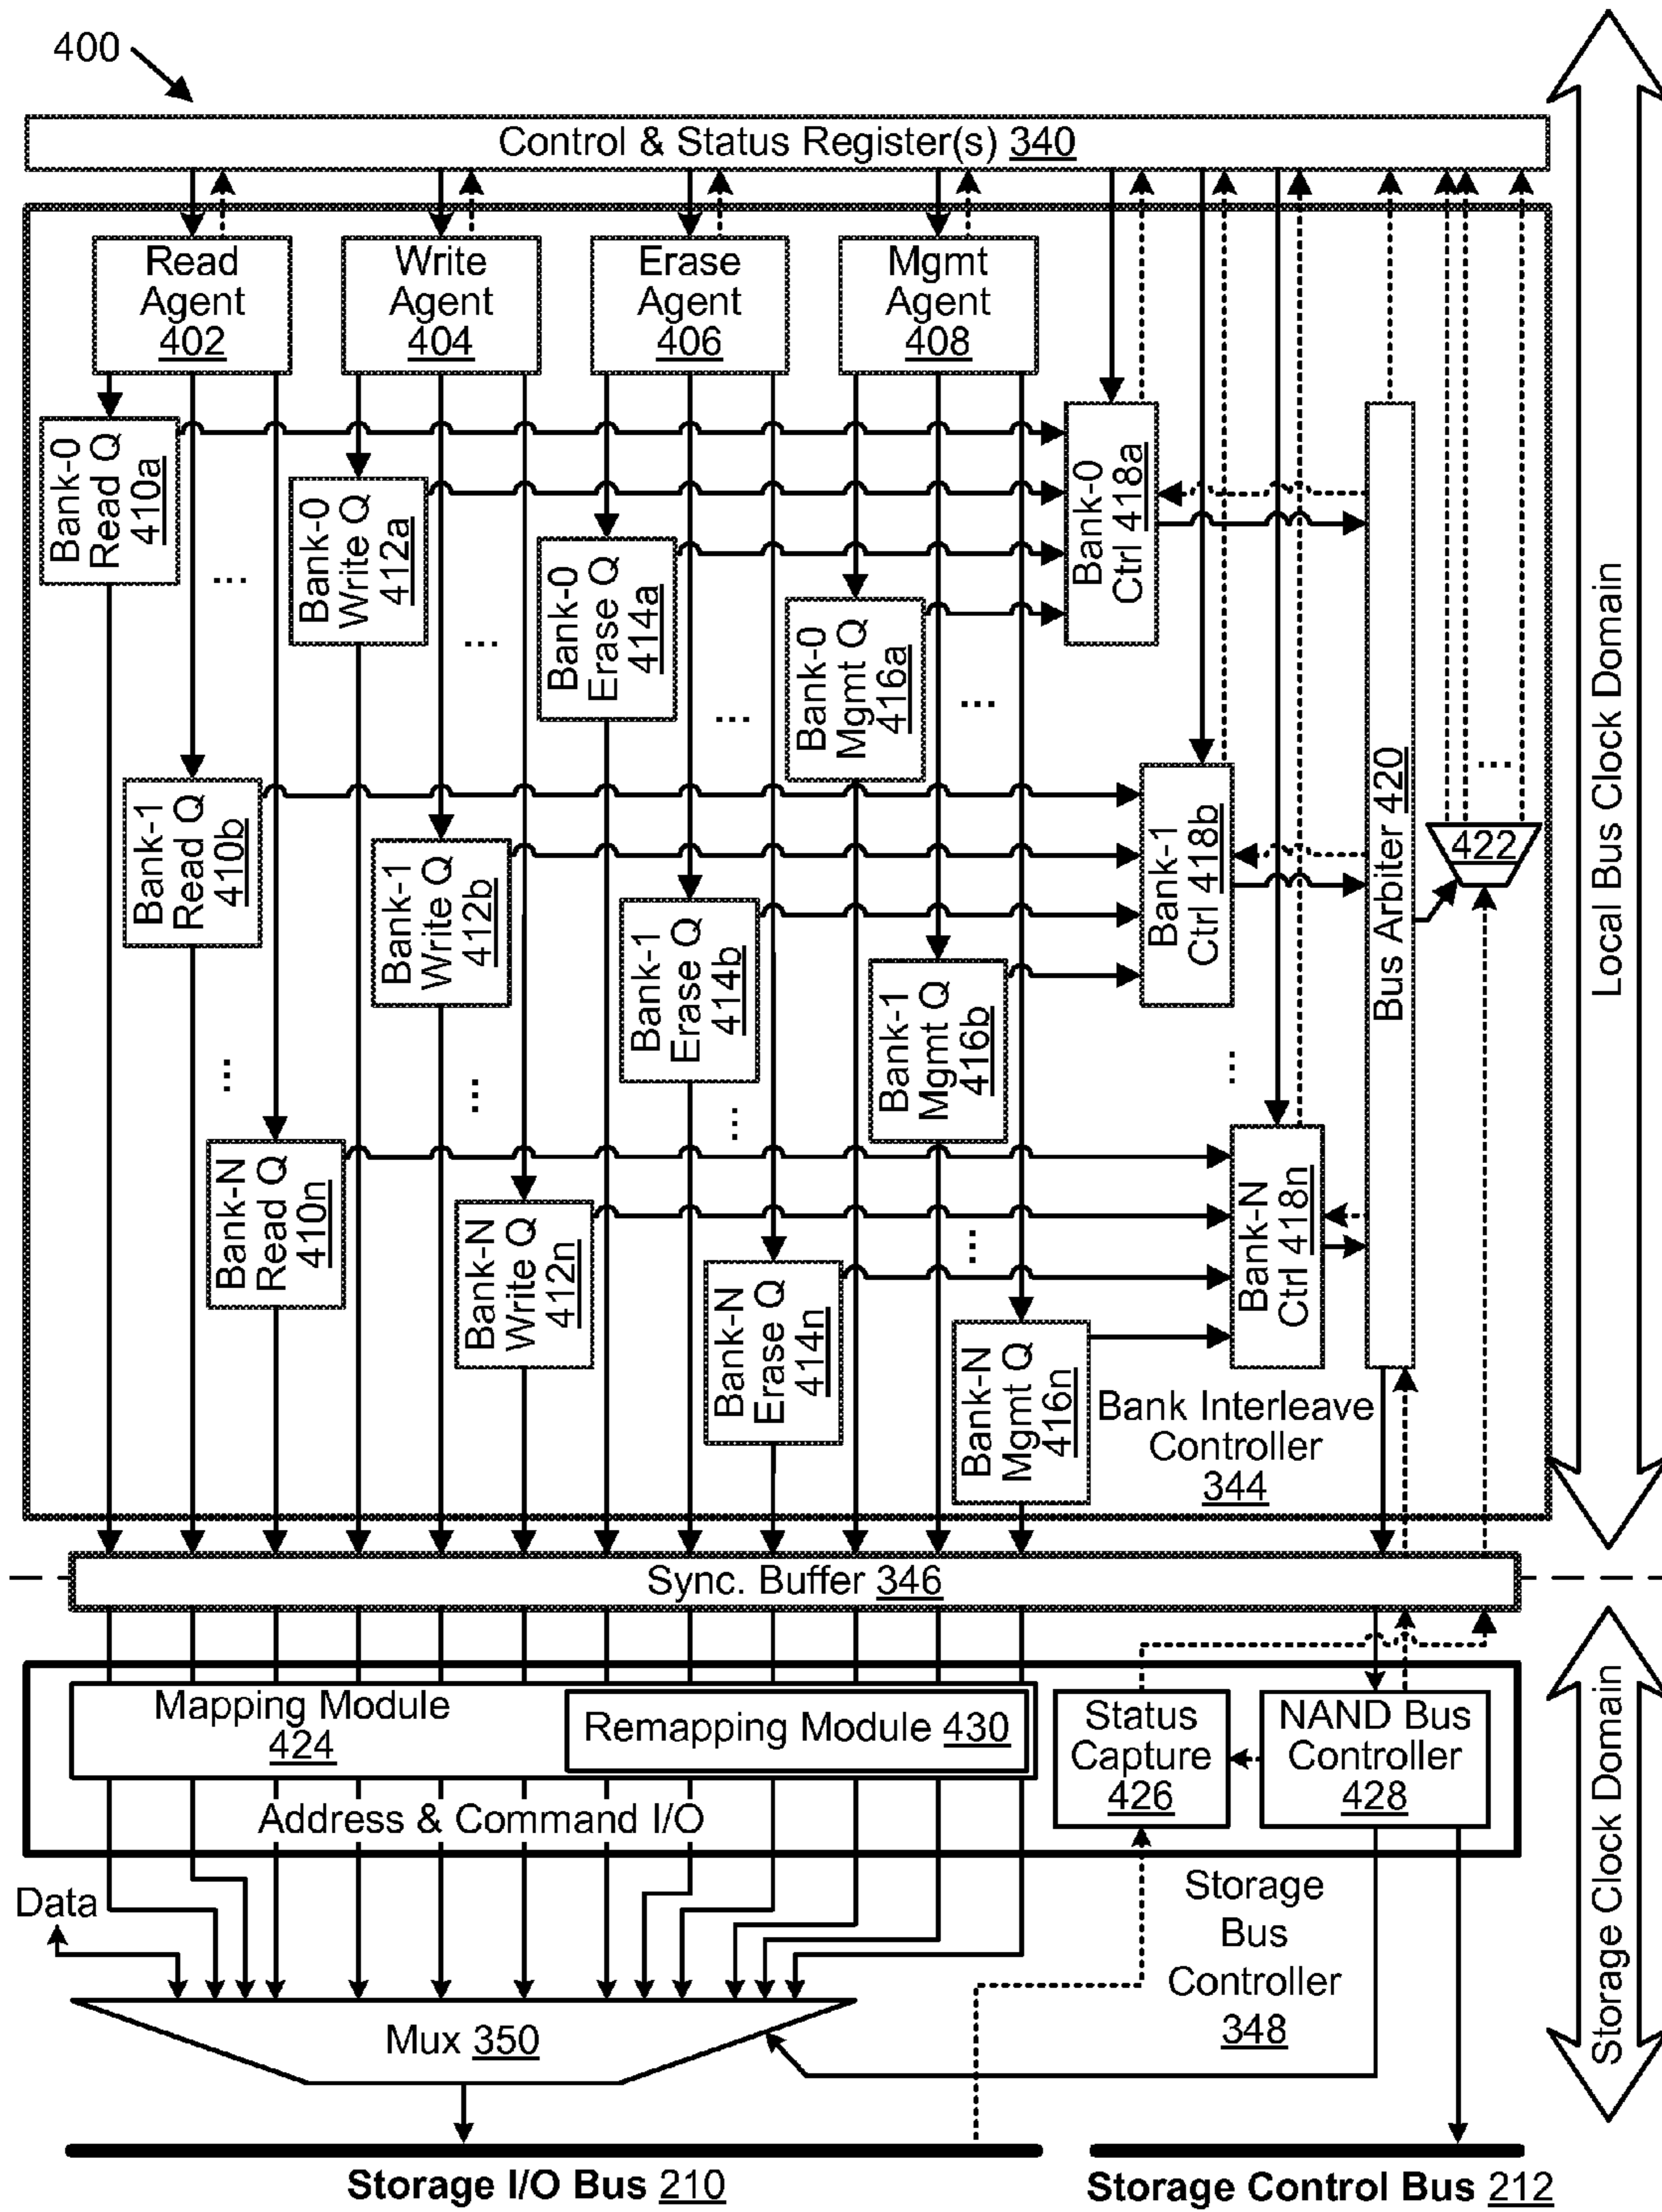 400
Control & Status Register(s) 340
Read
Agent
402
Write
Agent
404
Erase
Agent
406
Mgmt
Agent
408
Bank-0
Read Q
410a
...
Bank-0
Write Q
412a
...
Bank-0
Erase Q
414a
...
Bank-0
Mgmt Q
416a
...
Bank-0
Ctrl 418a
Bank-1
Read Q
410b
...
Bank-1
Write Q
412b
...
Bank-1
Erase Q
414b
...
Bank-1
Mgmt Q
416b
...
Bank-1
Ctrl 418b
...
Bus Arbiter 420
422
...
Bank-N
Read Q
410n
Bank-N
Write Q
412n
Bank-N
Erase Q
414n
Bank-N
Mgmt Q
416n
Bank-N
Ctrl 418n
Bank Interleave
Controller
344
Local Bus Clock Domain
Sync. Buffer 346
Mapping Module
424
Remapping Module 430
Status
Capture
426
NAND Bus
Controller
428
Address & Command I/O
Data
Storage
Bus
Controller
348
Storage Clock Domain
Mux 350
Storage I/O Bus 210
Storage Control Bus 212